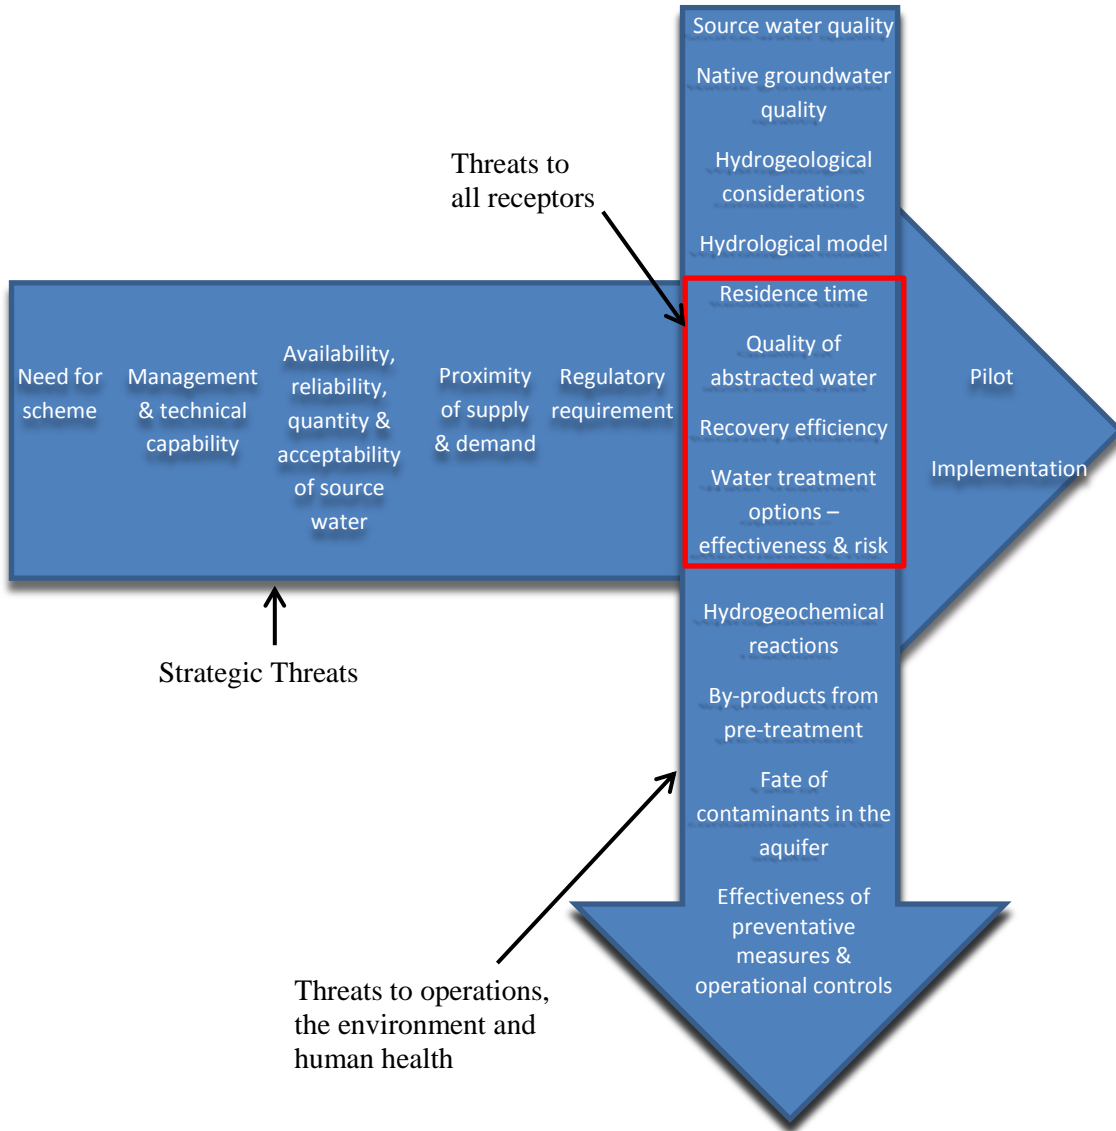 Source water quality
Native groundwater
quality
Hydrogeological
considerations
Hydrological model
Threats to
all receptors
Need for
scheme
Management
& technical
capability
Availability,
reliability,
quantity &
acceptability
of source
water
Proximity
of supply
& demand
Regulatory
requirement
Residence time
Quality of
abstracted water
Recovery efficiency
Water treatment
options –
effectiveness & risk
Pilot
Implementation
Strategic Threats
Hydrogeochemical
reactions
By-products from
pre-treatment
Fate of
contaminants in the
aquifer
Effectiveness of
preventative
measures &
operational controls
Threats to operations,
the environment and
human health